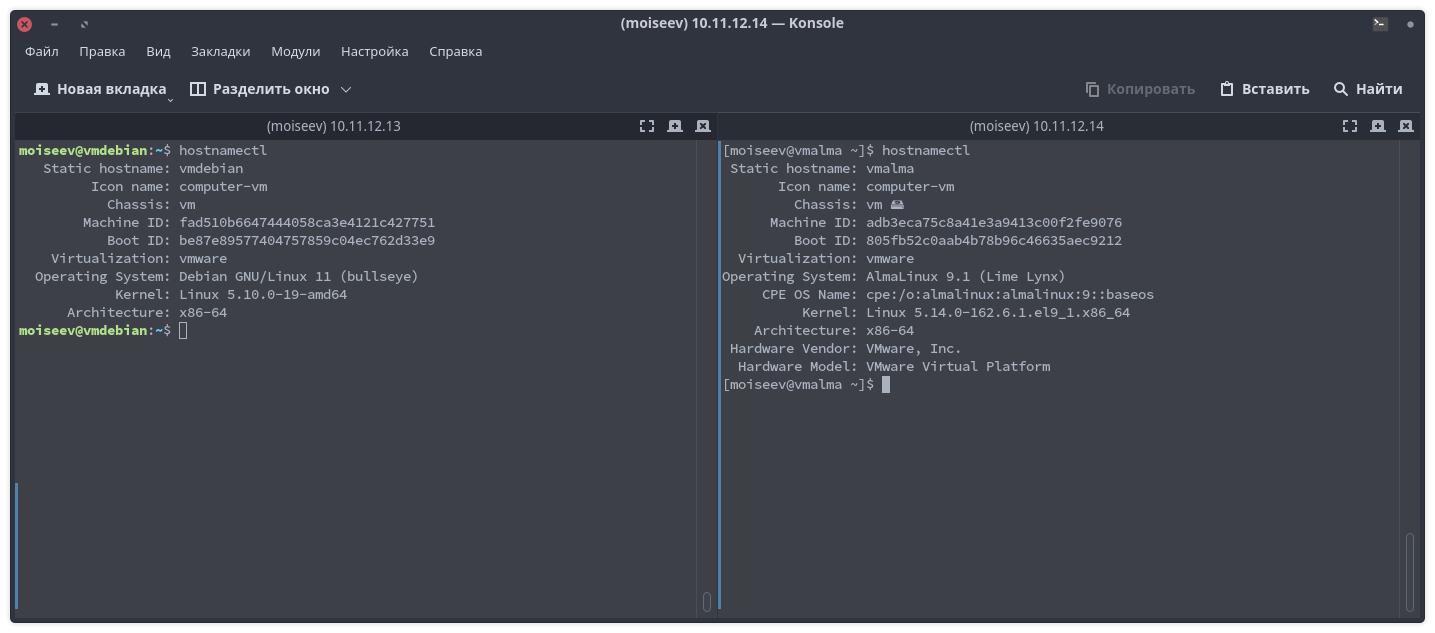 (moiseev) 10.11.12.14 — Konsole
Файл Правка Вид Закладки Модули Настройка Справка
Новая вкладка Разделить окно Копировать Вставить Найти
(moiseev) 10.11.12.13
moiseev@vmdebian:~$ hostnamectl
Static hostname: vmdebian
Icon name: computer-vm
Chassis: vm
Machine ID: fad510b6647444058ca3e4121c427751
Boot ID: be87e89577404757859c04ec762d33e9
Virtualization: vmware
Operating System: Debian GNU/Linux 11 (bullseye)
Kernel: Linux 5.10.0-19-amd64
Architecture: x86-64
moiseev@vmdebian:~$
(moiseev) 10.11.12.14
[moiseev@vmalma ~]$ hostnamectl
Static hostname: vmalma
Icon name: computer-vm
Chassis: vm 🖴
Machine ID: adb3eca75c8a41e3a9413c00f2fe9076
Boot ID: 805fb52c0aab4b78b96c46635aec9212
Virtualization: vmware
Operating System: AlmaLinux 9.1 (Lime Lynx)
CPE OS Name: cpe:/o:almalinux:almalinux:9::baseos
Kernel: Linux 5.14.0-162.6.1.el9_1.x86_64
Architecture: x86-64
Hardware Vendor: VMware, Inc.
Hardware Model: VMware Virtual Platform
[moiseev@vmalma ~]$